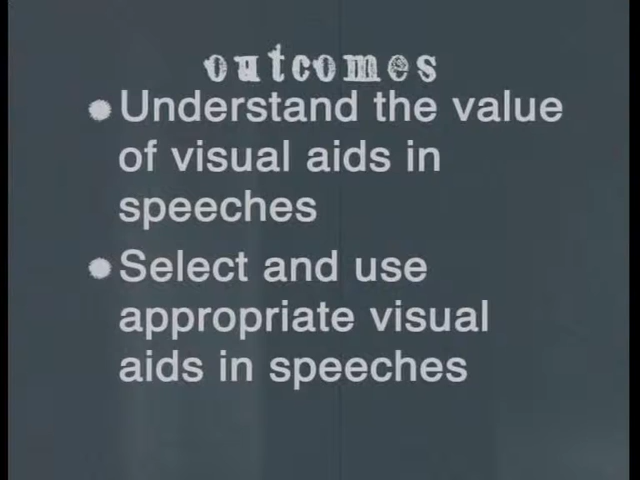 outcomes
Understand the value
of visual aids in
speeches
Select and use
appropriate visual
aids in speeches